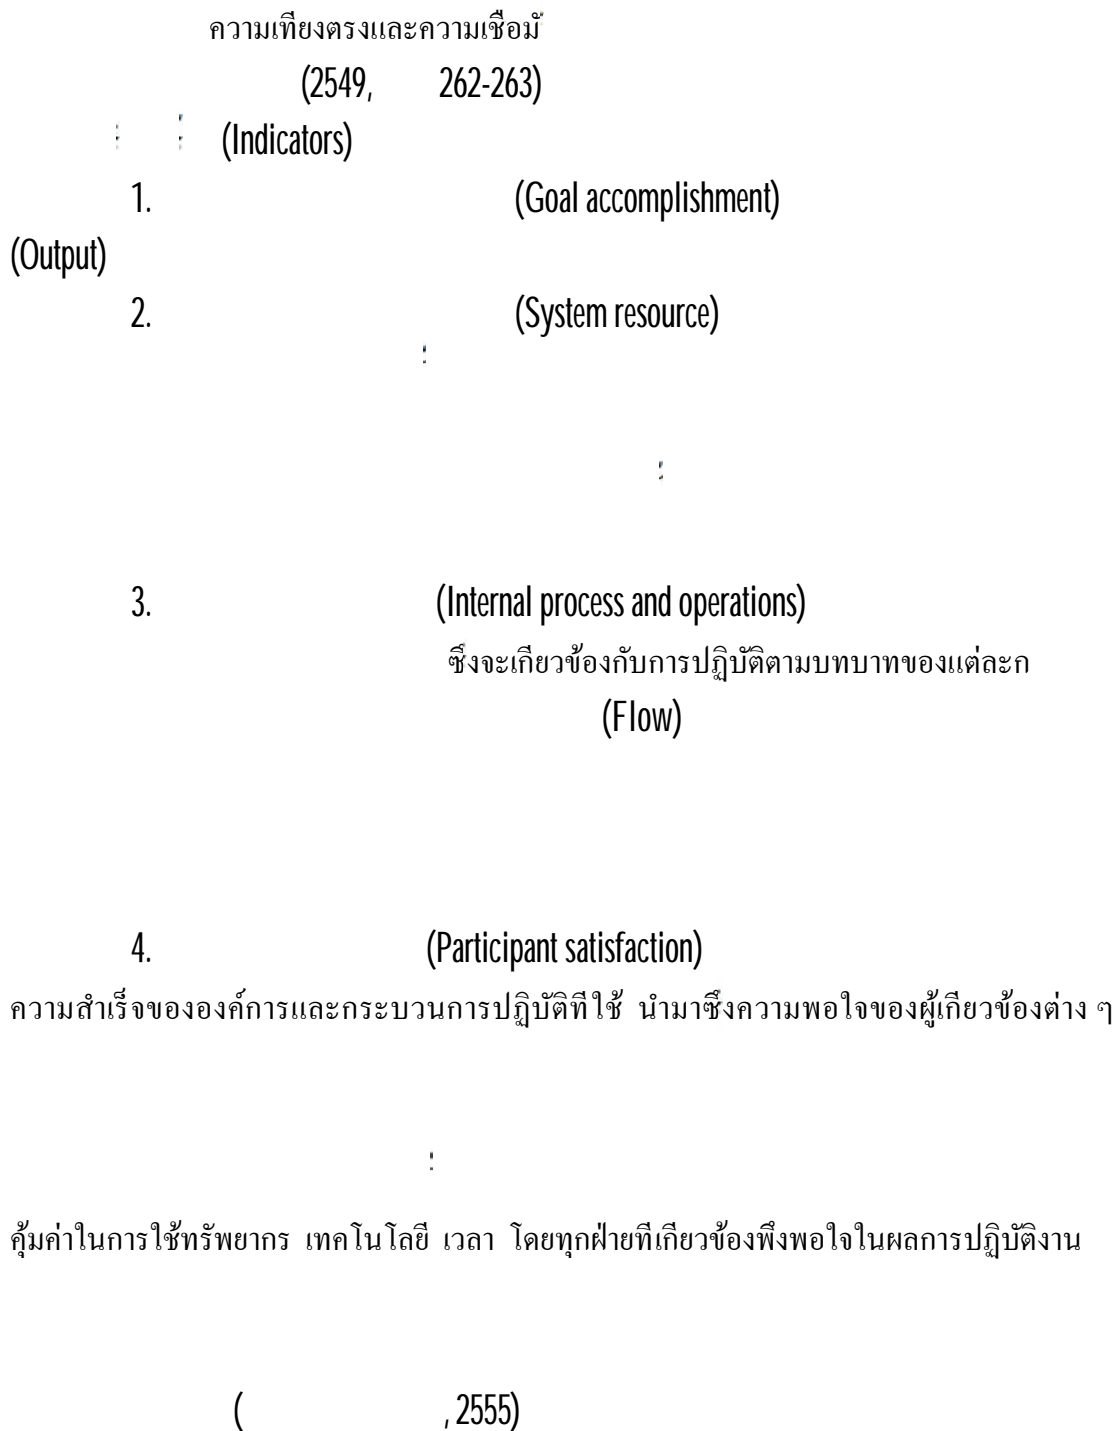 ความเทียงตรงและความเชือมั
(2549, 262-263)
(Indicators)
1. (Goal accomplishment)
(Output)
2. (System resource)
3. (Internal process and operations)
ซึงจะเกียวข้องกับการปฏิบัติตามบทบาทของแต่ละก
(Flow)
4. (Participant satisfaction)
ความสำเร็จขององค์การและกระบวนการปฏิบัติทีใช้ นำมาซึงความพอใจของผู้เกียวข้องต่าง ๆ
คุ้มค่าในการใช้ทรัพยากร เทคโนโลยี เวลา โดยทุกฝ่ายทีเกียวข้องพึงพอใจในผลการปฏิบัติงาน
( , 2555)